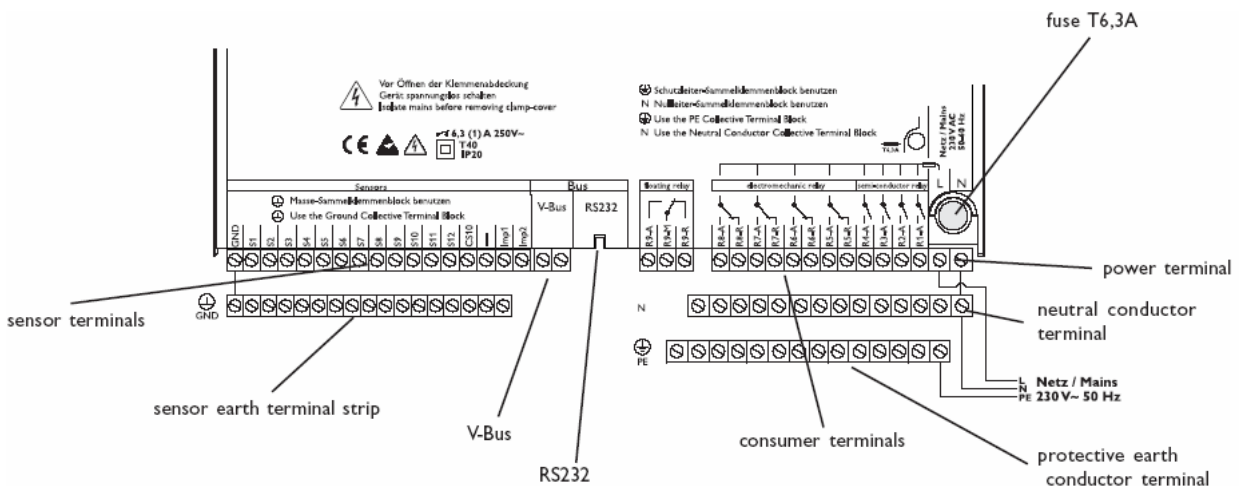 fuse T6,3A
Vor Öffnen der Klemmenabdeckung
Gerät spannungslos schalten
Isolate mains before removing clamp-cover
CE
6,3 (1) A 250V~
T40
IP20
Schutzleiter-Sammelklemmenblock benutzen
N Nulleiter-Sammelklemmenblock benutzen
Use the PE Collective Terminal Block
N Use the Neutral Conductor Collective Terminal Block
T6,3A
Netz / Mains
230 V AC
50-60 Hz
L N
Sensors
Masse-Sammelklemmenblock benutzen
Use the Ground Collective Terminal Block
Bus
V-Bus RS232
floating relay
electromechanic relay
semi-conductor relay
GND S1 S2 S3 S4 S5 S6 S7 S8 S9 S10 S11 S12 CS10 Imp1 Imp2
R9-A R9-M R9-R
R8-A R8-R R7-A R7-R R6-A R6-R R5-A R5-R R4-A R3-A R2-A R1-A
GND
N
PE
power terminal
neutral conductor
terminal
L
N
PE
Netz / Mains
230 V~ 50 Hz
sensor terminals
sensor earth terminal strip
V-Bus
RS232
consumer terminals
protective earth
conductor terminal